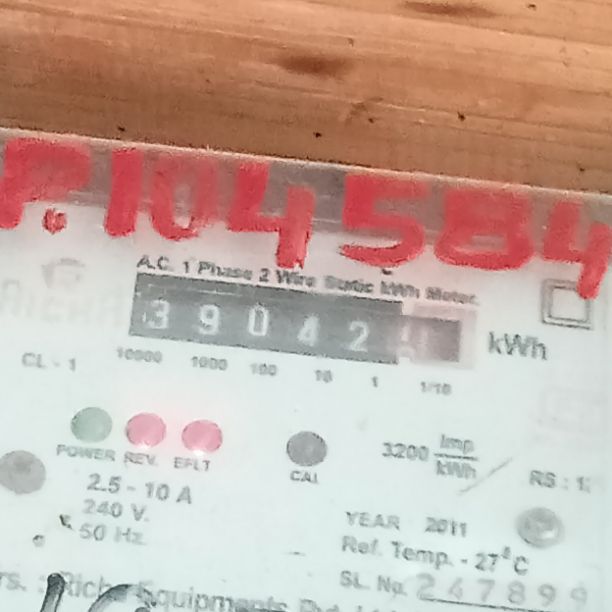 P.104584
A.C. 1 Phase 2 Wire Static kWh Meter
39042
kWh
10000 1000 100 10 1 1/10
CL - 1
3200 Imp/kWh
POWER REV. EFLT
CAL
RS :
2.5 - 10 A
240 V.
50 Hz.
YEAR 2011
Ref. Temp. - 27°C
SL. No. 247899
Equipments